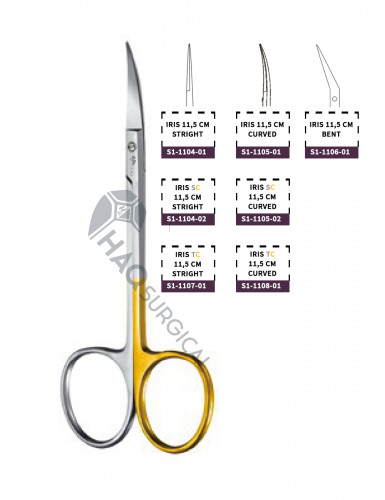 IRIS 11,5 CM
STRIGHT
S1-1104-01
IRIS 11,5 CM
CURVED
S1-1105-01
IRIS 11,5 CM
BENT
S1-1106-01
IRIS SC
11,5 CM
STRIGHT
S1-1104-02
IRIS SC
11,5 CM
CURVED
S1-1105-02
IRIS TC
11,5 CM
STRIGHT
S1-1107-01
IRIS TC
11,5 CM
CURVED
S1-1108-01
HAQ SURGICAL